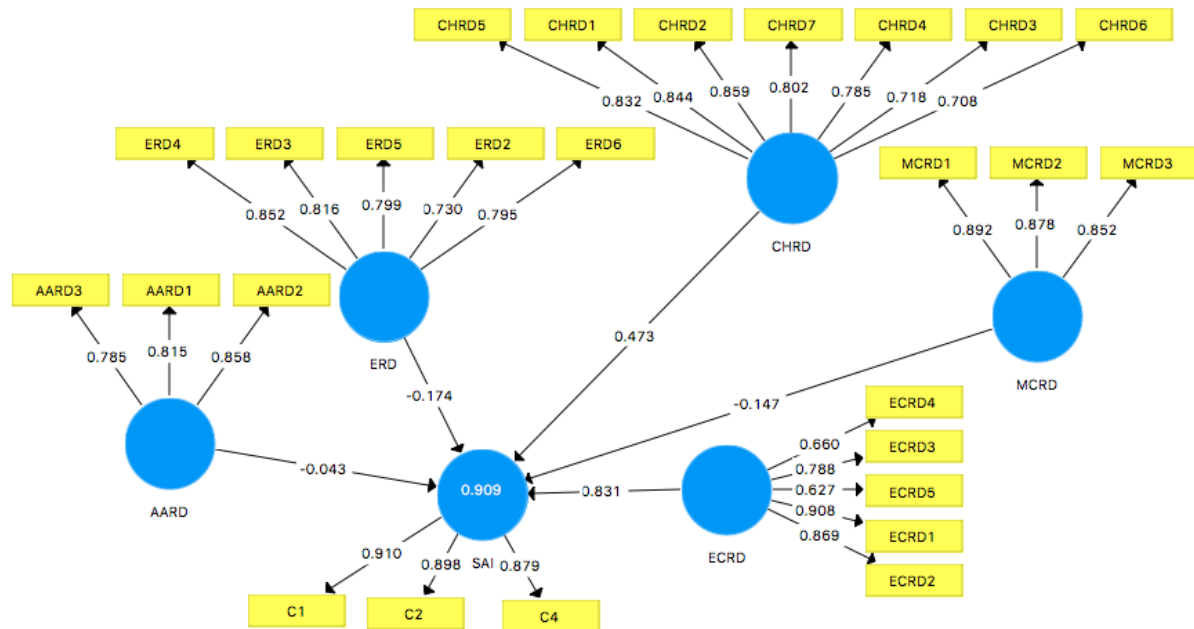 CHRD5 CHRD1 CHRD2 CHRD7 CHRD4 CHRD3 CHRD6
0.832 0.844 0.859 0.802 0.785 0.718 0.708
ERD4 ERD3 ERD5 ERD2 ERD6
0.852 0.816 0.799 0.730 0.795
MCRD1 MCRD2 MCRD3
0.892 0.878 0.852
CHRD
AARD3 AARD1 AARD2
0.785 0.815 0.858
ERD
0.473
MCRD
-0.174
-0.147
-0.043
AARD
0.909
SAI
0.831
ECRD
ECRD4
0.660
ECRD3
0.788
ECRD5
0.627
ECRD1
0.908
ECRD2
0.869
0.910 0.898 0.879
C1 C2 C4